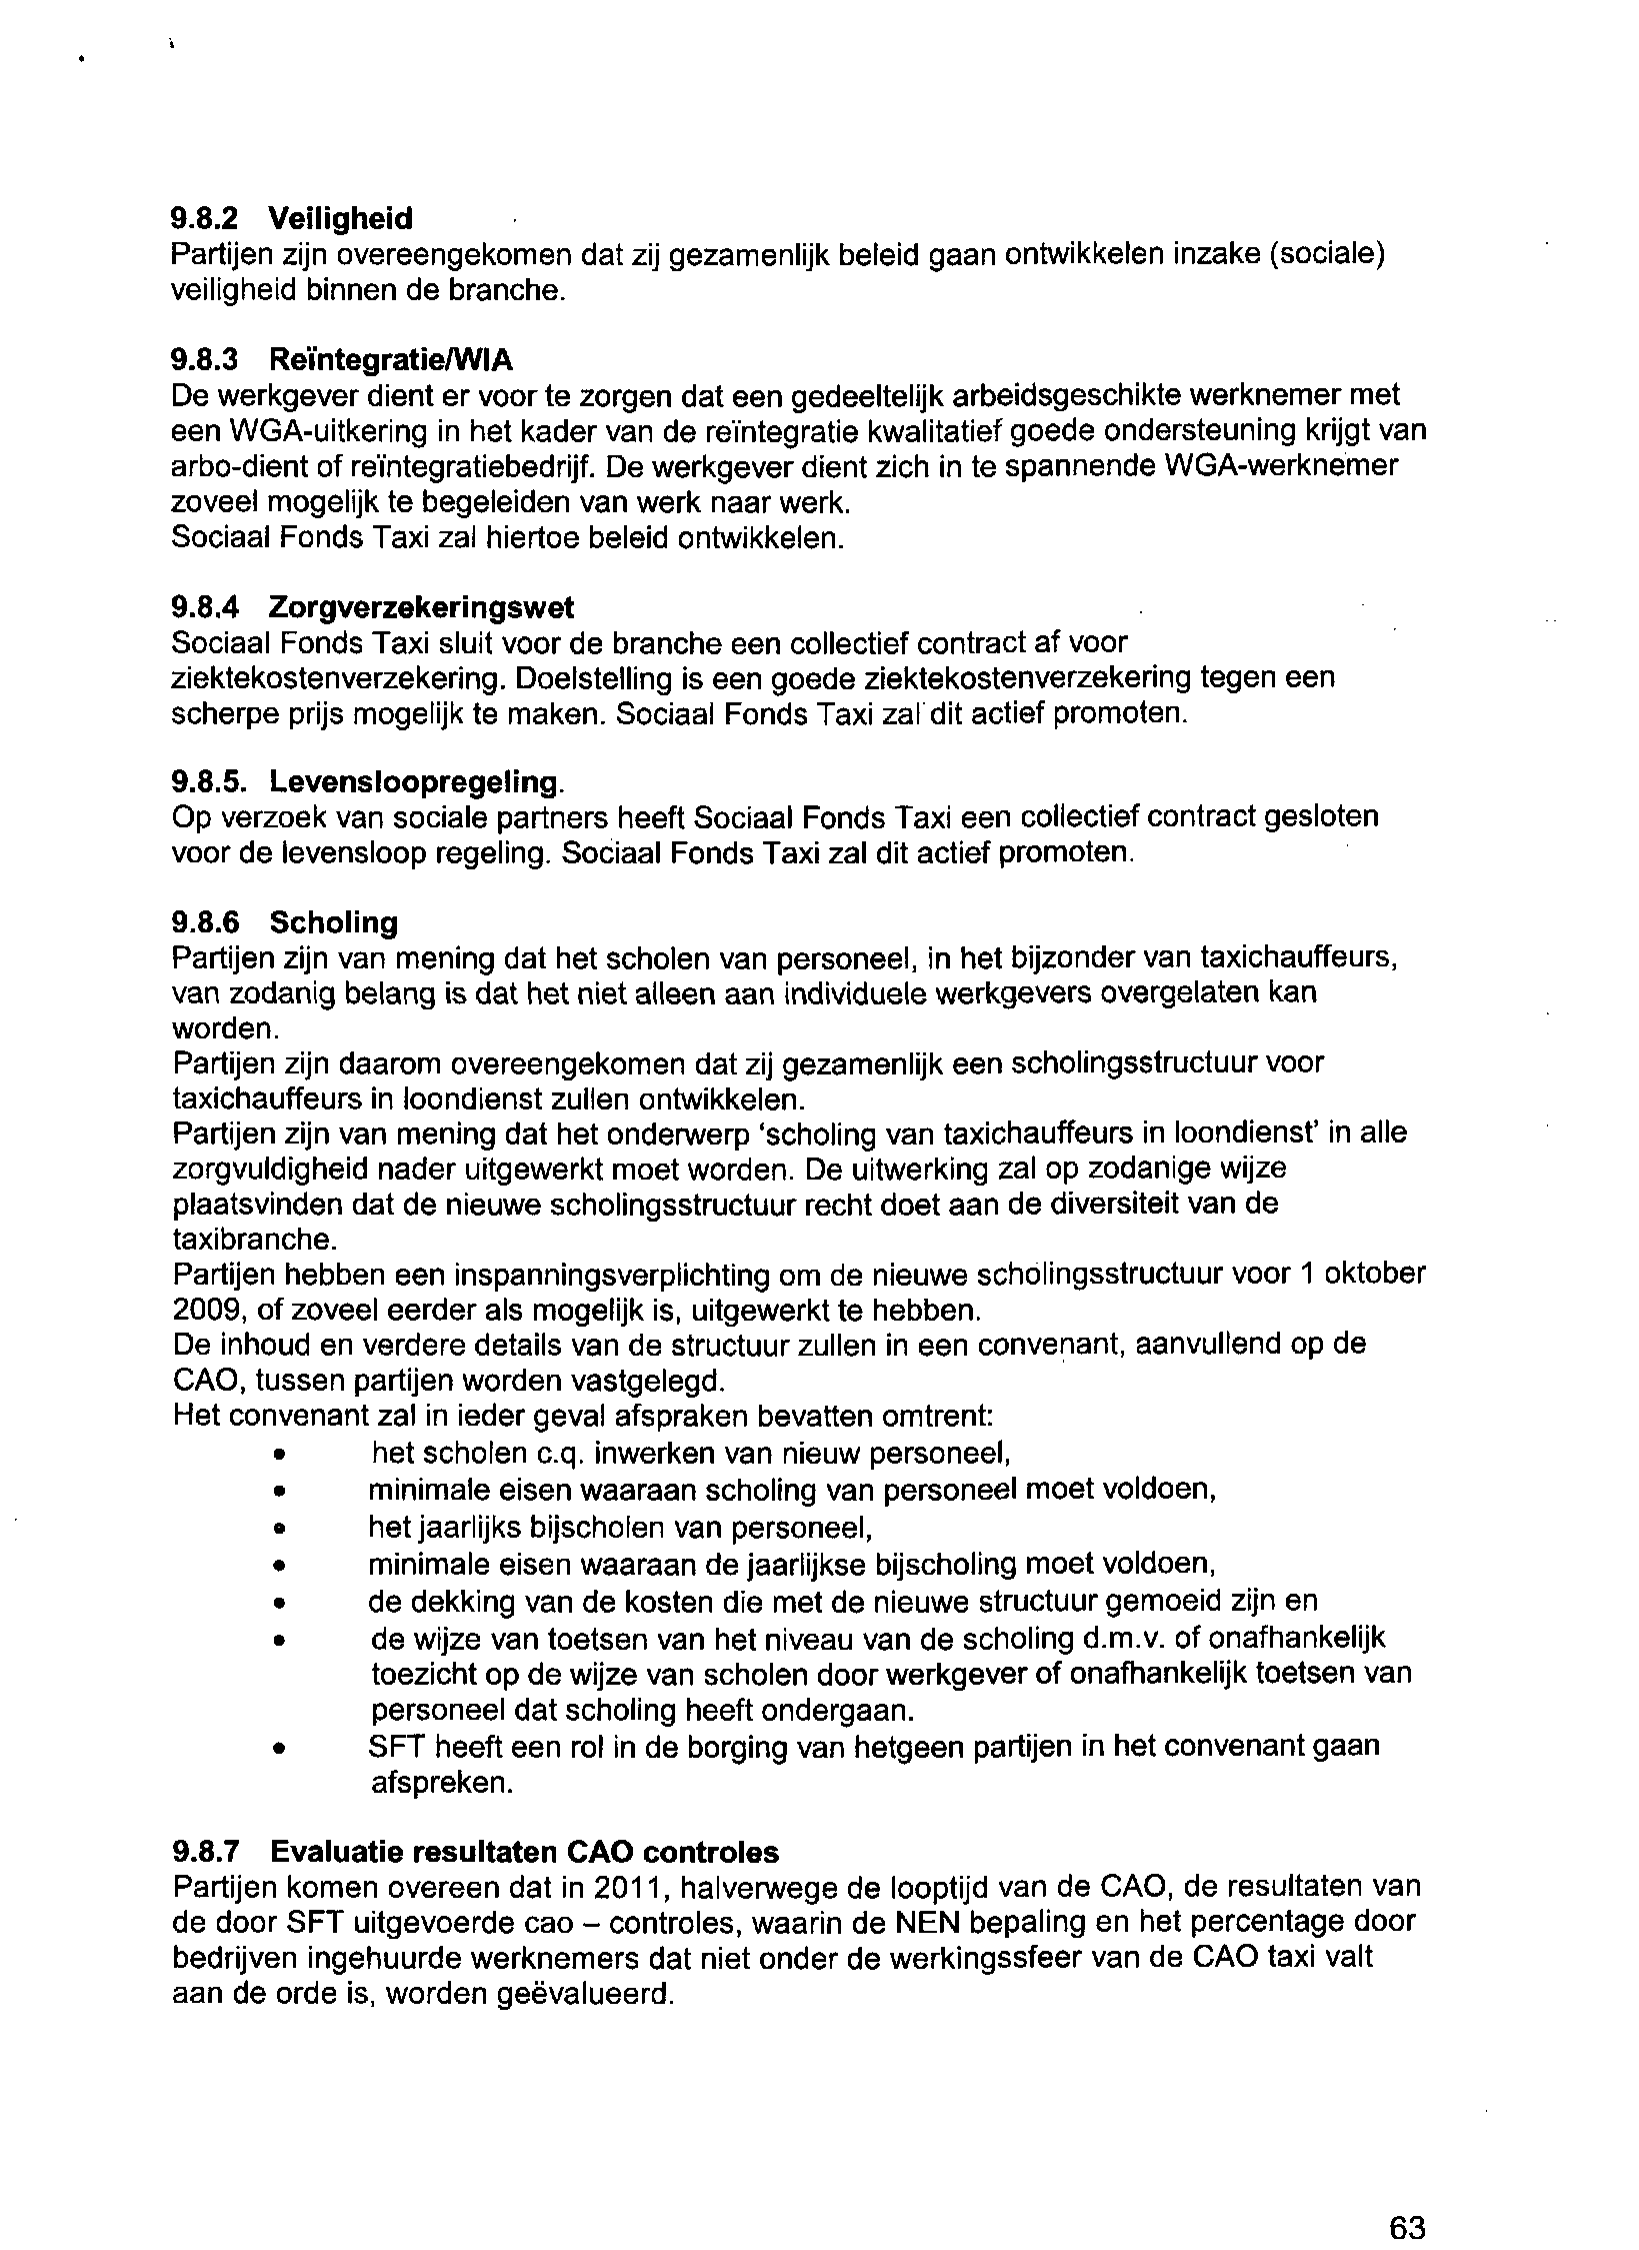 9.8.2 Veiligheid
Partijen zijn overeengekomen dat zij gezamenlijk beleid gaan ontwikkelen inzake (sociale)
veiligheid binnen de branche.
9.8.3 Reïntegratie/WIA
De werkgever dient er voor te zorgen dat een gedeeltelijk arbeidsgeschikte werknemer met
een WGA-uitkering in het kader van de reïntegratie kwalitatief goede ondersteuning krijgt van
arbo-dient of reïntegratiebedrijf. De werkgever dient zich in te spannende WGA-werknemer
zoveel mogelijk te begeleiden van werk naar werk.
Sociaal Fonds Taxi zal hiertoe beleid ontwikkelen.
9.8.4 Zorgverzekeringswet
Sociaal Fonds Taxi sluit voor de branche een collectief contract af voor
ziektekostenverzekering. Doelstelling is een goede ziektekostenverzekering tegen een
scherpe prijs mogelijk te maken. Sociaal Fonds Taxi zal dit actief promoten.
9.8.5. Levensloopregeling.
Op verzoek van sociale partners heeft Sociaal Fonds Taxi een collectief contract gesloten
voor de levensloop regeling. Sociaal Fonds Taxi zal dit actief promoten.
9.8.6 Scholing
Partijen zijn van mening dat het scholen van personeel, in het bijzonder van taxichauffeurs,
van zodanig belang is dat het niet alleen aan individuele werkgevers overgelaten kan
worden.
Partijen zijn daarom overeengekomen dat zij gezamenlijk een scholingsstructuur voor
taxichauffeurs in loondienst zullen ontwikkelen.
Partijen zijn van mening dat het onderwerp ‘scholing van taxichauffeurs in loondienst’ in alle
zorgvuldigheid nader uitgewerkt moet worden. De uitwerking zal op zodanige wijze
plaatsvinden dat de nieuwe scholingsstructuur recht doet aan de diversiteit van de
taxibranche.
Partijen hebben een inspanningsverplichting om de nieuwe scholingsstructuur voor 1 oktober
2009, of zoveel eerder als mogelijk is, uitgewerkt te hebben.
De inhoud en verdere details van de structuur zullen in een convenant, aanvullend op de
CAO, tussen partijen worden vastgelegd.
Het convenant zal in ieder geval afspraken bevatten omtrent:
• het scholen c.q. inwerken van nieuw personeel,
• minimale eisen waaraan scholing van personeel moet voldoen,
• het jaarlijks bijscholen van personeel,
• minimale eisen waaraan de jaarlijkse bijscholing moet voldoen,
• de dekking van de kosten die met de nieuwe structuur gemoeid zijn en
• de wijze van toetsen van het niveau van de scholing d.m.v. of onafhankelijk
toezicht op de wijze van scholen door werkgever of onafhankelijk toetsen van
personeel dat scholing heeft ondergaan.
• SFT heeft een rol in de borging van hetgeen partijen in het convenant gaan
afspreken.
9.8.7 Evaluatie resultaten CAO controles
Partijen komen overeen dat in 2011, halverwege de looptijd van de CAO, de resultaten van
de door SFT uitgevoerde cao – controles, waarin de NEN bepaling en het percentage door
bedrijven ingehuurde werknemers dat niet onder de werkingssfeer van de CAO taxi valt
aan de orde is, worden geëvalueerd.
63